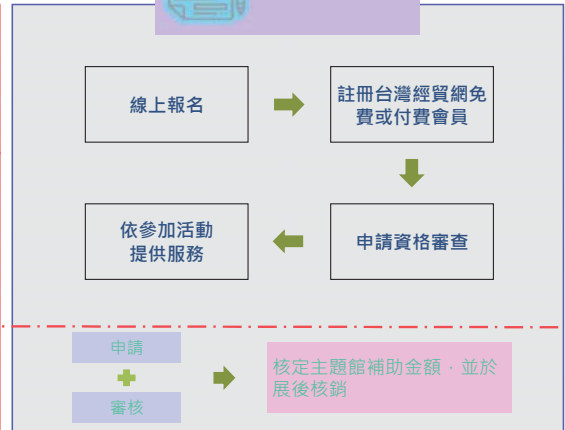 線上報名
註冊台灣經貿網免
費或付費會員
申請資格審查
依參加活動
提供服務
申請
審核
核定主題館補助金額，並於
展後核銷